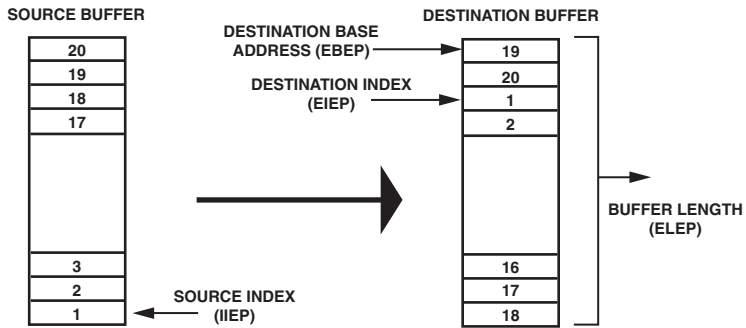 SOURCE BUFFER
20
19
18
17
3
2
1
SOURCE INDEX
(IIEP)
DESTINATION BASE
ADDRESS (EBEP)
DESTINATION INDEX
(EIEP)
DESTINATION BUFFER
19
20
1
2
16
17
18
BUFFER LENGTH
(ELEP)